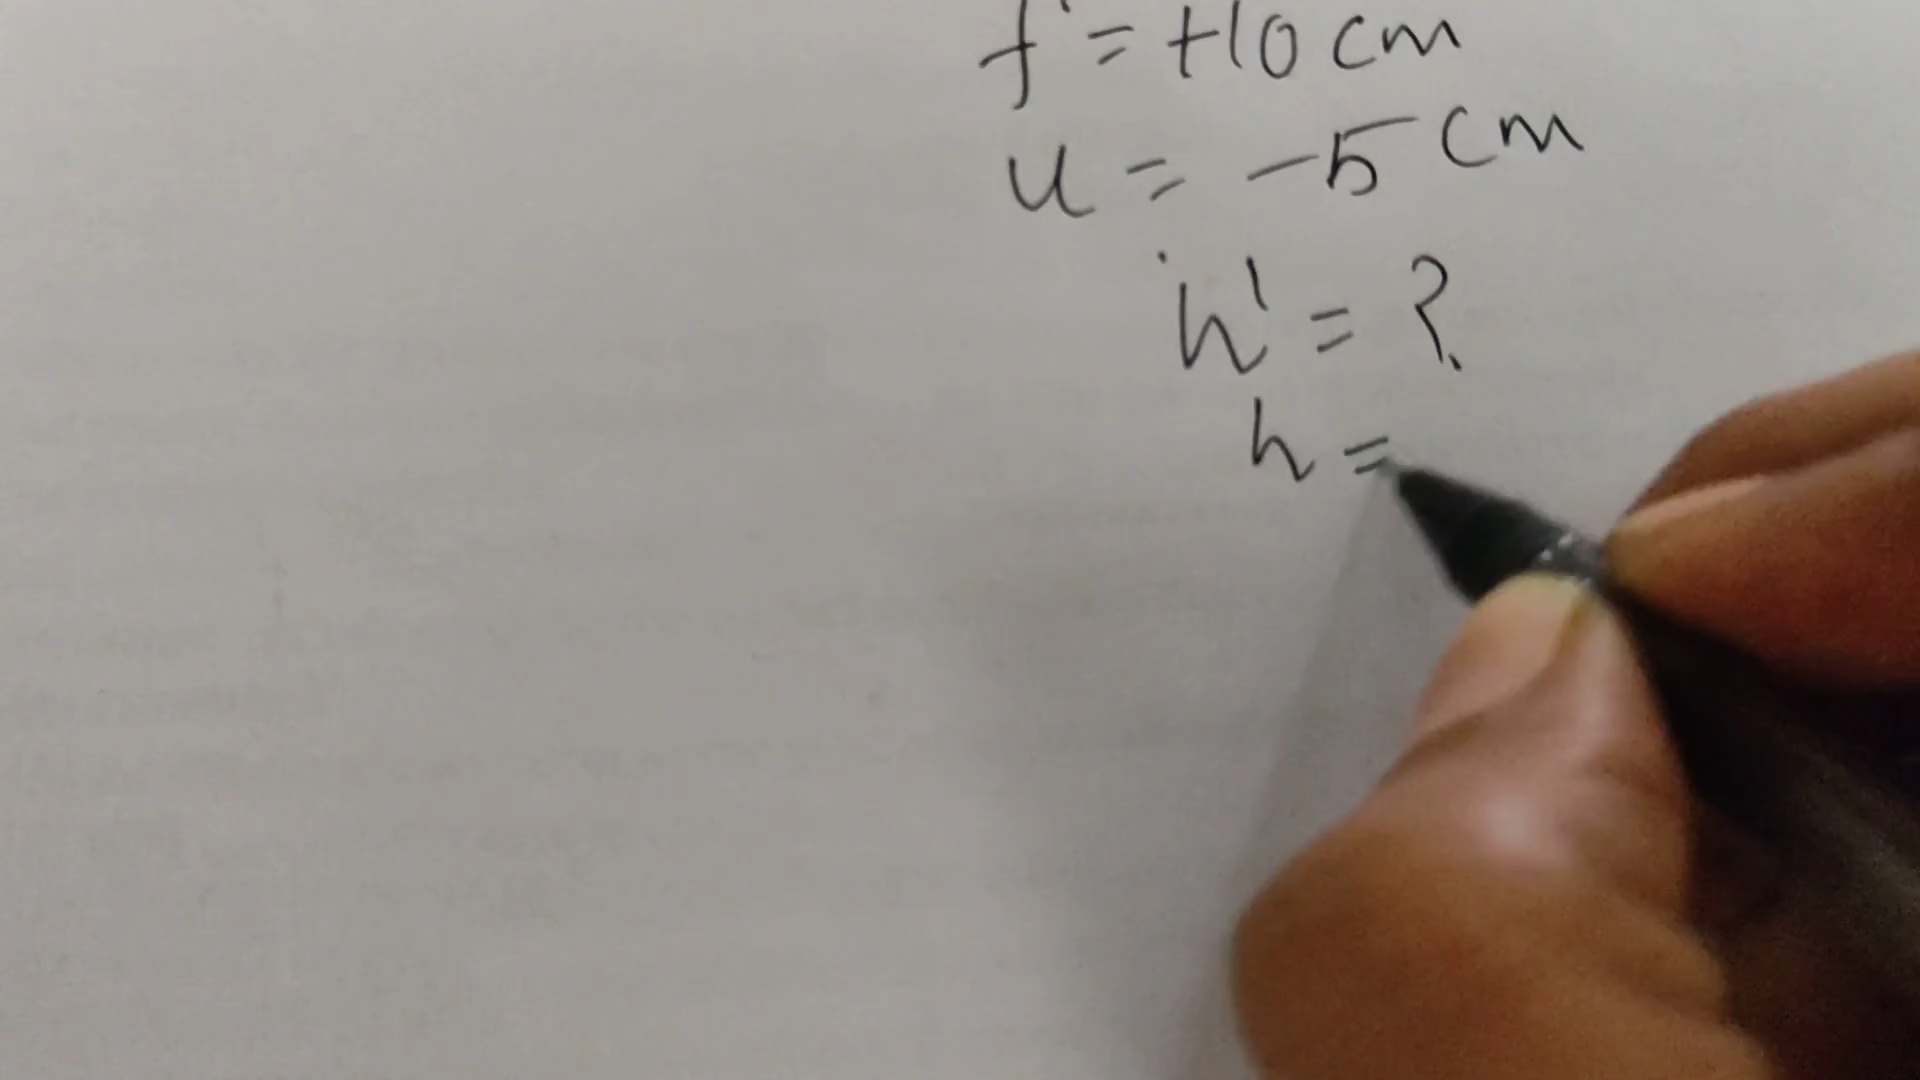 f = +10 cm
u = -5 cm
h' = ?
h =